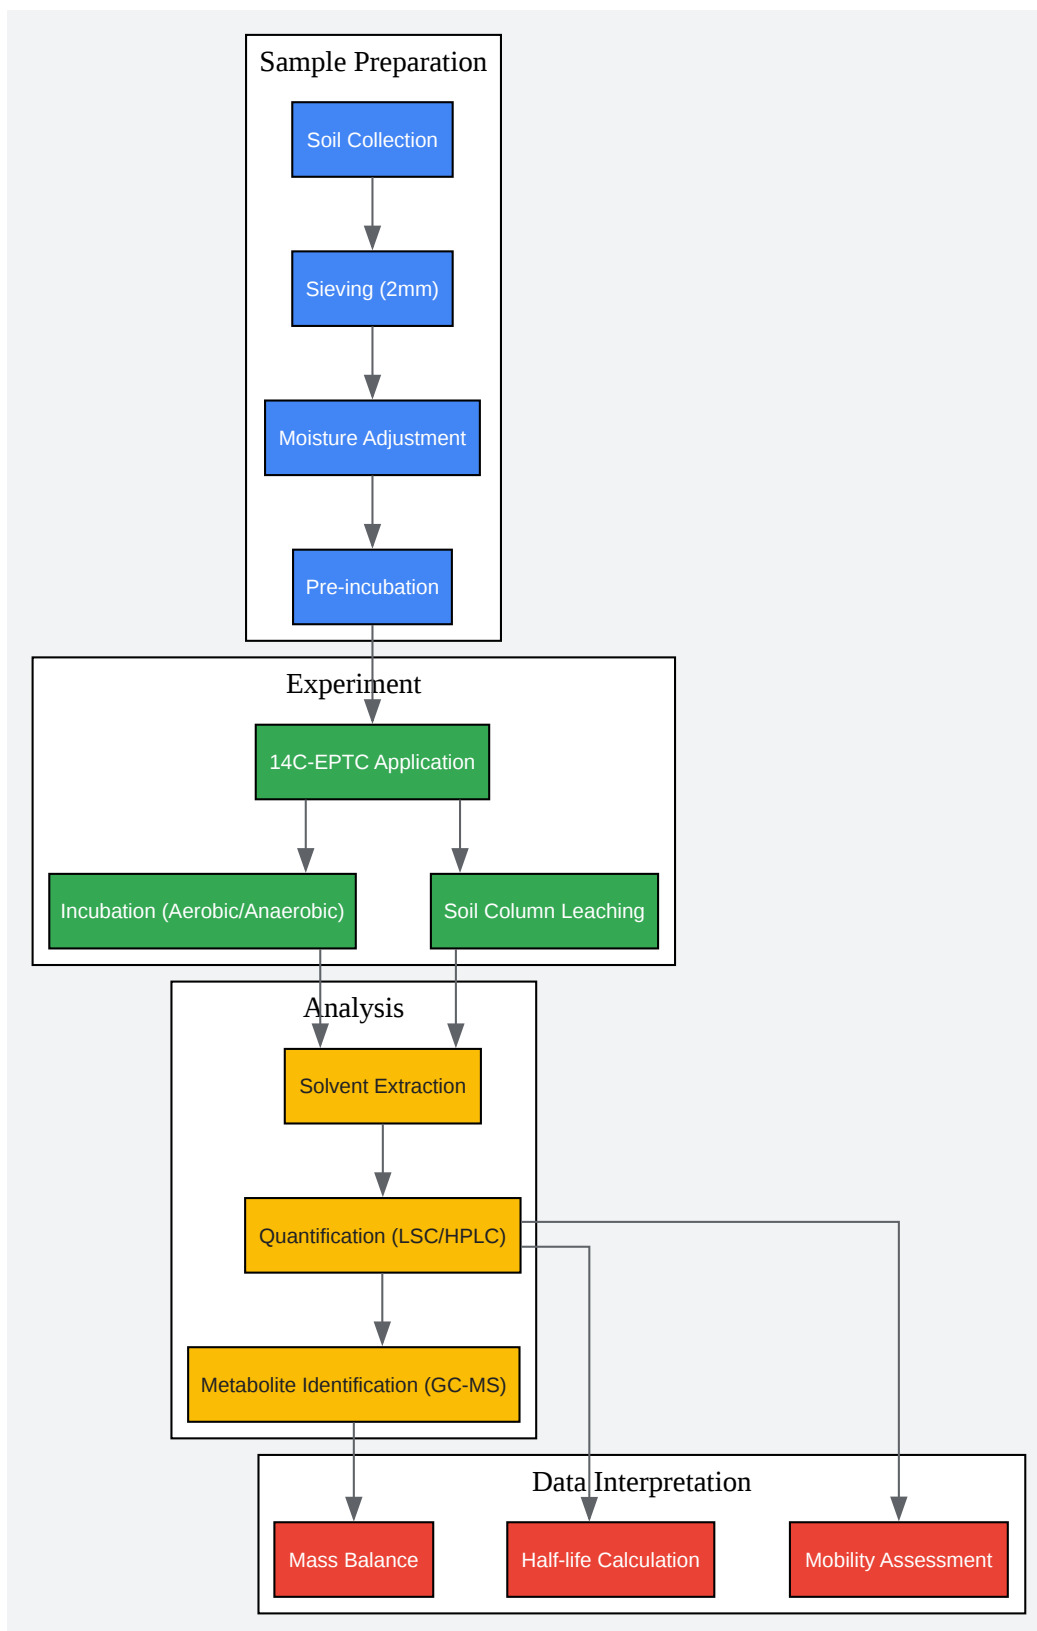 Sample Preparation
Soil Collection
Sieving (2mm)
Moisture Adjustment
Pre-incubation
Experiment
14C-EPTC Application
Incubation (Aerobic/Anaerobic)
Soil Column Leaching
Analysis
Solvent Extraction
Quantification (LSC/HPLC)
Metabolite Identification (GC-MS)
Data Interpretation
Mass Balance
Half-life Calculation
Mobility Assessment